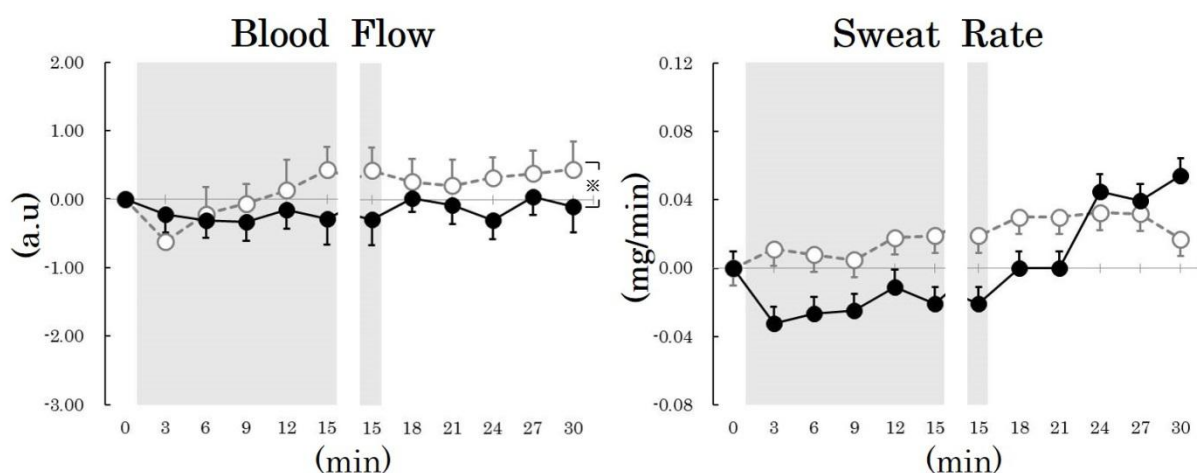 Blood Flow
2.00
1.00
0.00
-1.00
-2.00
-3.00
(a.u)
※
0 3 6 9 12 15 15 18 21 24 27 30
(min)
Sweat Rate
0.12
0.08
0.04
0.00
-0.04
-0.08
(mg/min)
0 3 6 9 12 15 15 18 21 24 27 30
(min)